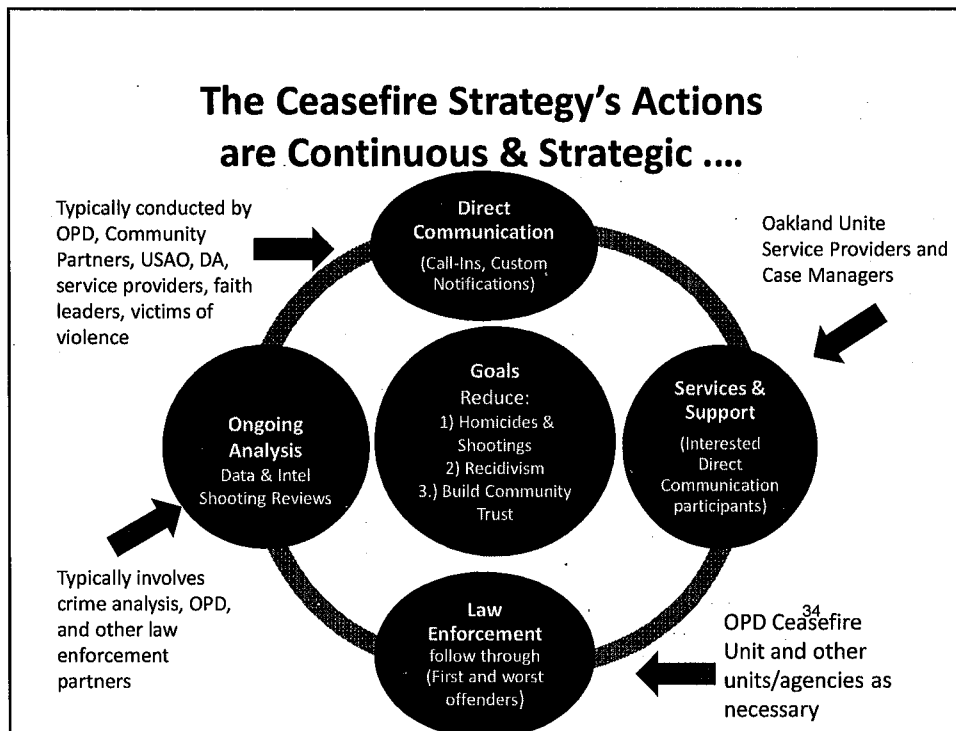 The Ceasefire Strategy's Actions
are Continuous & Strategic ....
Typically conducted by
OPD, Community
Partners, USAO, DA,
service providers, faith
leaders, victims of
violence
Direct
Communication
(Call-Ins, Custom
Notifications)
Oakland Unite
Service Providers and
Case Managers
Ongoing
Analysis
Data & Intel
Shooting Reviews
Goals
Reduce:
1) Homicides &
Shootings
2) Recidivism
3.) Build Community
Trust
Services &
Support
(Interested
Direct
Communication
participants)
Typically involves
crime analysis, OPD,
and other law
enforcement
partners
Law
Enforcement
follow through
(First and worst
offenders)
34
OPD Ceasefire
Unit and other
units/agencies as
necessary